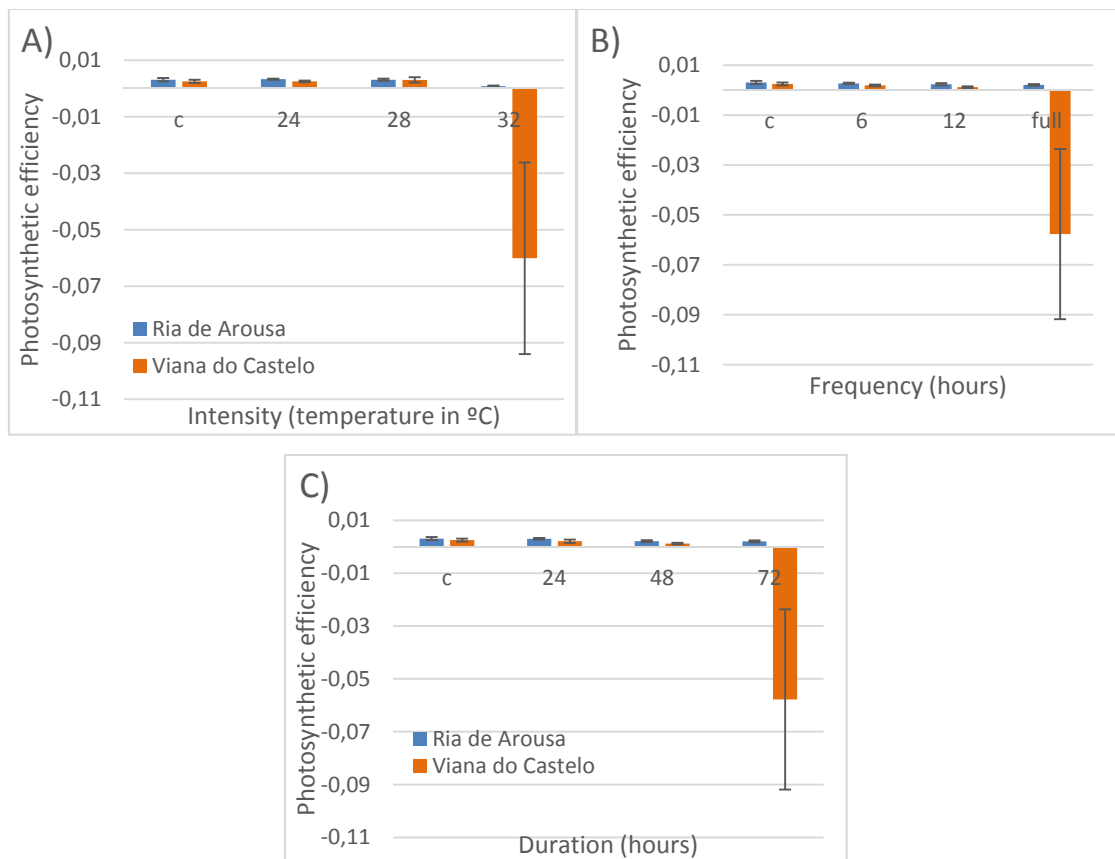 A)
0,01
-0,01
-0,03
-0,05
-0,07
-0,09
-0,11
Photosynthetic efficiency
c 24 28 32
Ria de Arousa
Viana do Castelo
Intensity (temperature in ºC)
B)
0,01
-0,01
-0,03
-0,05
-0,07
-0,09
-0,11
Photosynthetic efficiency
c 6 12 full
Frequency (hours)
C)
0,01
-0,01
-0,03
-0,05
-0,07
-0,09
-0,11
Photosynthetic efficiency
c 24 48 72
Ria de Arousa
Viana do Castelo
Duration (hours)